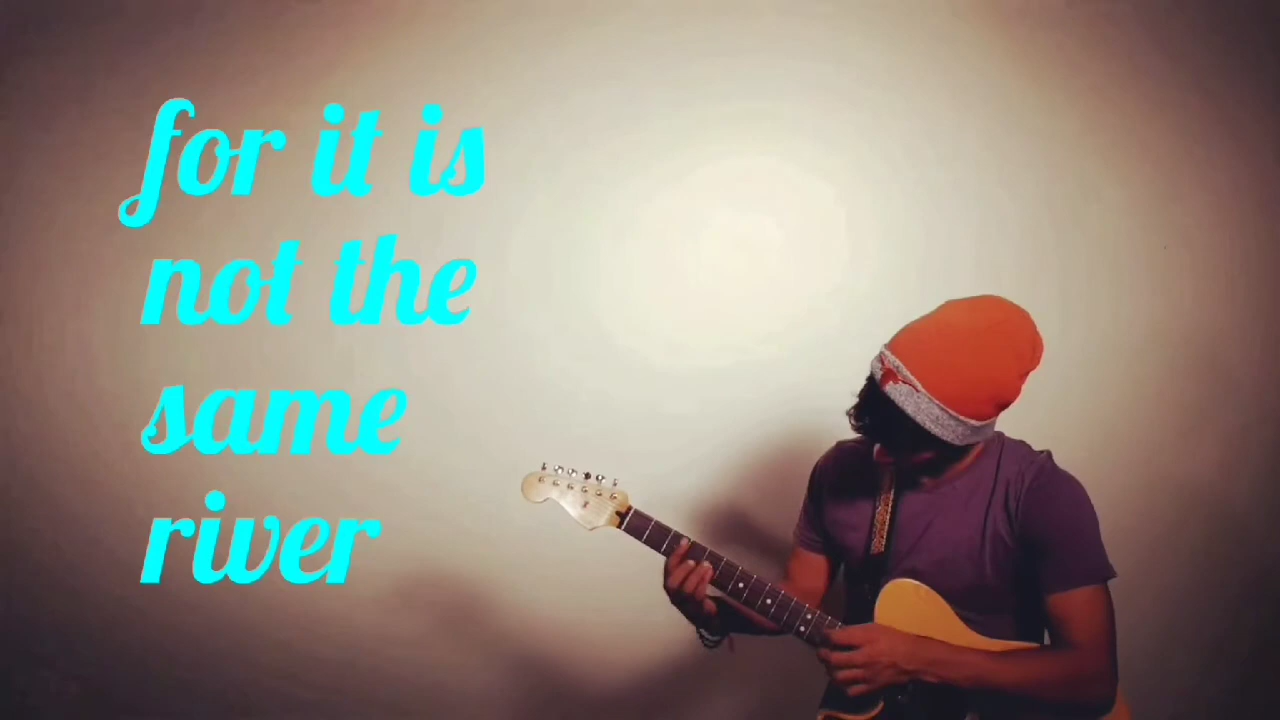 for it is
not the
same
river